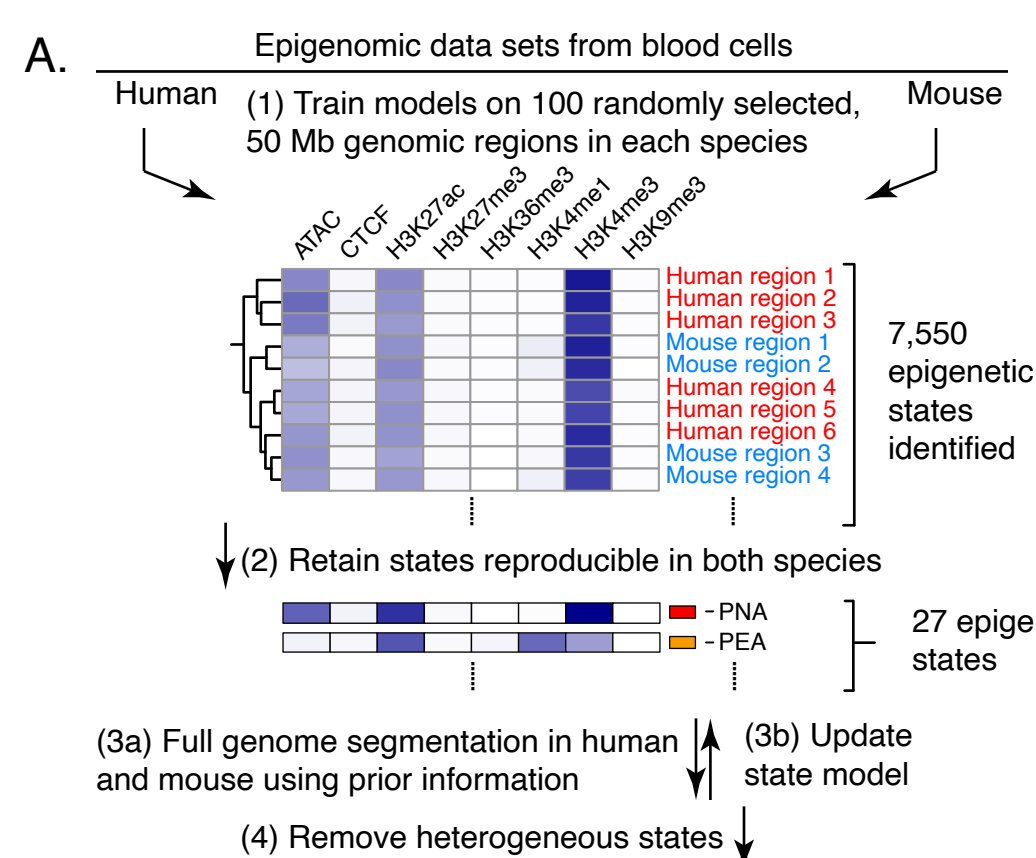 A.
Epigenomic data sets from blood cells
Human
(1) Train models on 100 randomly selected,
50 Mb genomic regions in each species
Mouse
ATAC
CTCF
H3K27ac
H3K27me3
H3K36me3
H3K4me1
H3K4me3
H3K9me3
Human region 1
Human region 2
Human region 3
Mouse region 1
Mouse region 2
Human region 4
Human region 5
Human region 6
Mouse region 3
Mouse region 4
7,550
epigenetic
states
identified
(2) Retain states reproducible in both species
-PNA
-PEA
27 epige
states
(3a) Full genome segmentation in human
and mouse using prior information
(3b) Update
state model
(4) Remove heterogeneous states